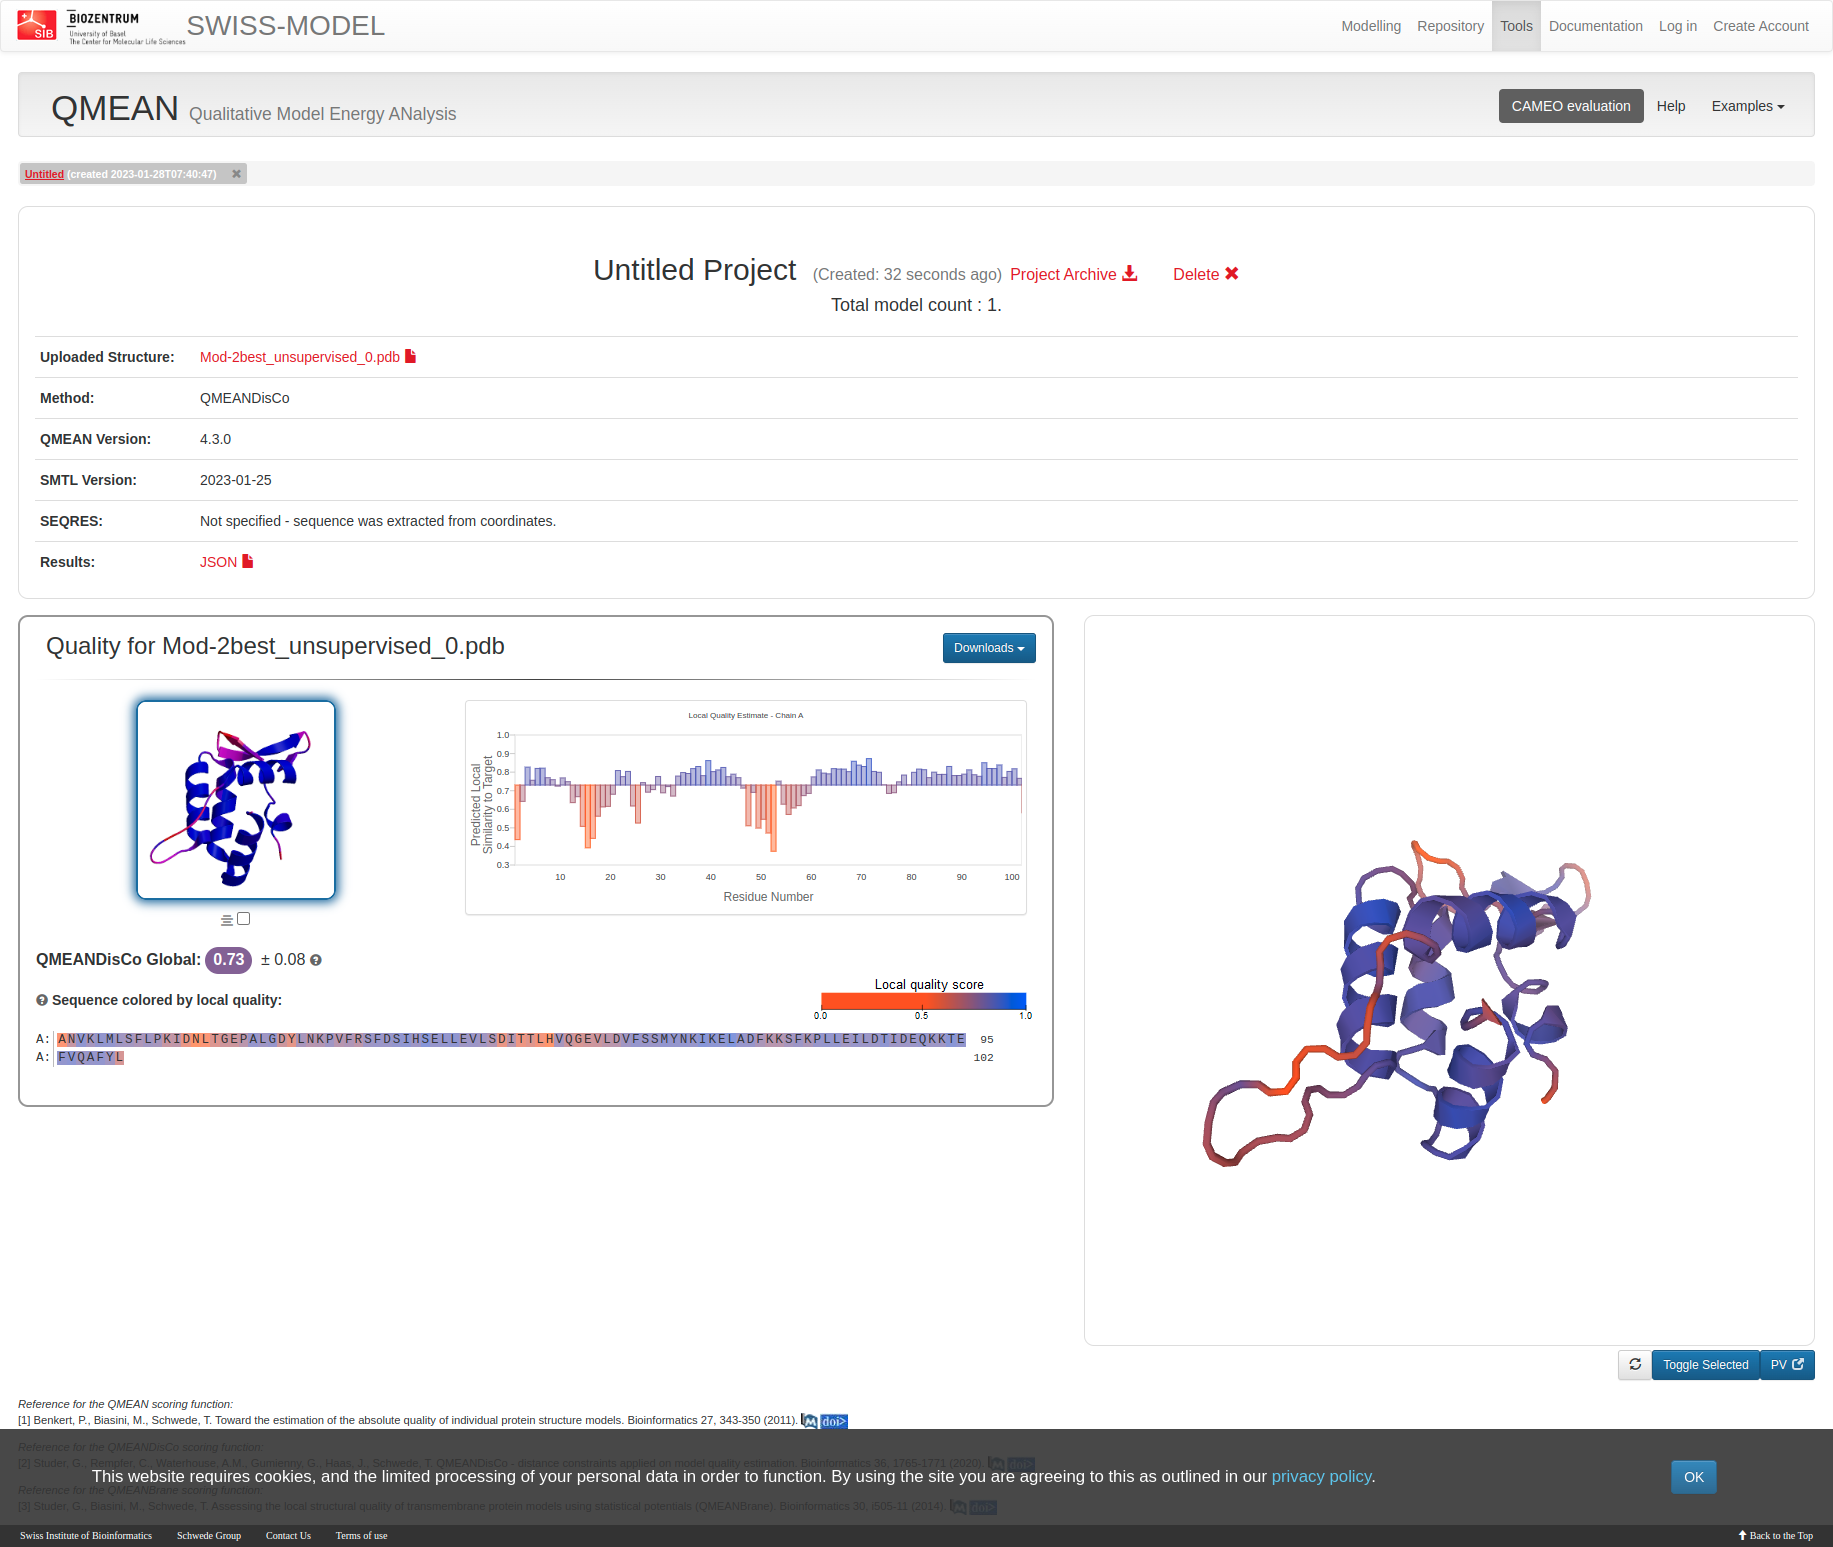 SIB
BIOZENTRUM
University of Basel
The Center for Molecular Life Sciences
SWISS-MODEL
Modelling Repository Tools Documentation Log in Create Account
QMEAN Qualitative Model Energy ANalysis
CAMEO evaluation Help Examples
Untitled (created 2023-01-28T07:40:47)
Untitled Project (Created: 32 seconds ago) Project Archive Delete
Total model count : 1.
Uploaded Structure: Mod-2best_unsupervised_0.pdb
Method: QMEANDisCo
QMEAN Version: 4.3.0
SMTL Version: 2023-01-25
SEQRES: Not specified - sequence was extracted from coordinates.
Results: JSON
Quality for Mod-2best_unsupervised_0.pdb
Downloads
Local Quality Estimate - Chain A
Predicted Local
Similarity to Target
1.0
0.9
0.8
0.7
0.6
0.5
0.4
0.3
10 20 30 40 50 60 70 80 90 100
Residue Number
QMEANDisCo Global: 0.73 ± 0.08
Sequence colored by local quality:
Local quality score
0.0 0.5 1.0
A: ANVKLMLSFLPKIDNLTGEPALGDYLNKPVFRSFDSIHSELLEVLSDITTLHVQGEVLDVFSSMYNKIKELADFKKSFKPLLEILDTIDEQKKTE 95
A: FVQAFYL 102
Toggle Selected PV
Reference for the QMEAN scoring function:
[1] Benkert, P., Biasini, M., Schwede, T. Toward the estimation of the absolute quality of individual protein structure models. Bioinformatics 27, 343-350 (2011). doi>
Reference for the QMEANDisCo scoring function:
[2] Studer, G., Rempfer, C., Waterhouse, A.M., Gumienny, G., Haas, J., Schwede, T. QMEANDisCo - distance constraints applied on model quality estimation. Bioinformatics 36, 1765-1771 (2020). doi>
This website requires cookies, and the limited processing of your personal data in order to function. By using the site you are agreeing to this as outlined in our privacy policy.
OK
Reference for the QMEANBrane scoring function:
[3] Studer, G., Biasini, M., Schwede, T. Assessing the local structural quality of transmembrane protein models using statistical potentials (QMEANBrane). Bioinformatics 30, i505-11 (2014). doi>
Swiss Institute of Bioinformatics Schwede Group Contact Us Terms of use
Back to the Top